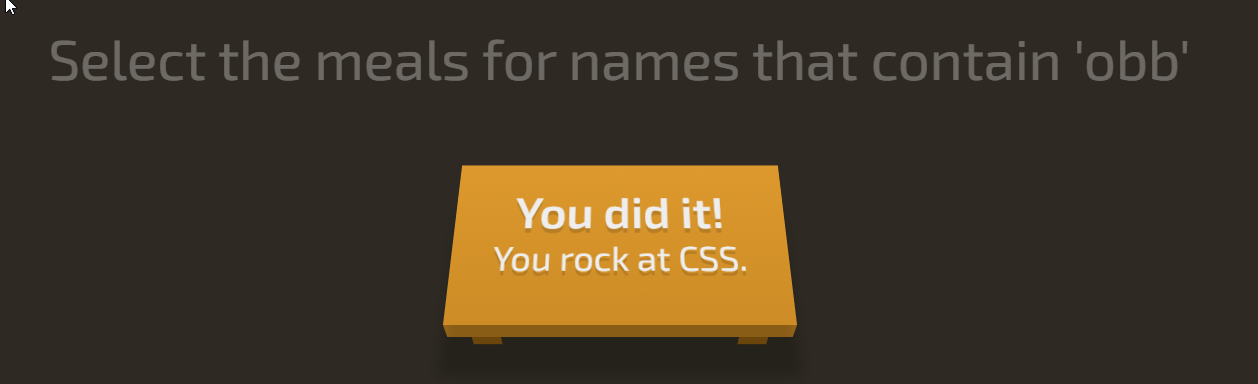 Select the meals for names that contain 'obb'
You did it!
You rock at CSS.